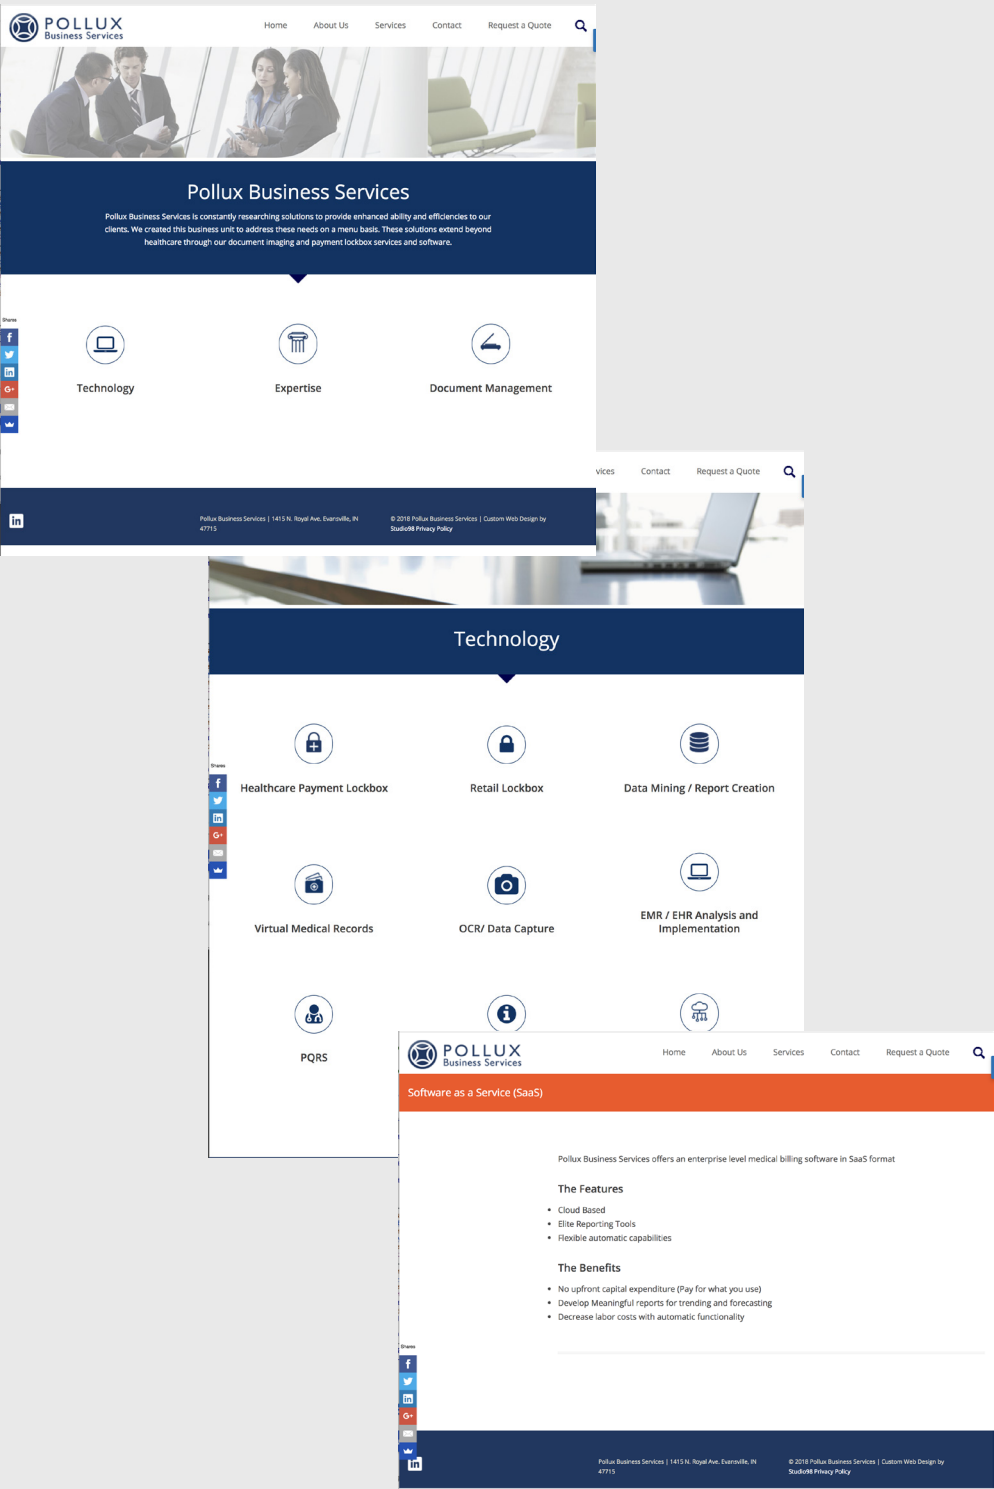 POLLUX
Business Services
Home About Us Services Contact Request a Quote
Pollux Business Services
Pollux Business Services is constantly researching solutions to provide enhanced ability and efficiencies to our
clients. We created this business unit to address these needs on a menu basis. These solutions extend beyond
healthcare through our document imaging and payment lockbox services and software.
Shares
Technology Expertise Document Management
Pollux Business Services | 1415 N. Royal Ave, Evansville, IN
47715
© 2018 Pollux Business Services | Custom Web Design by
Studio98 Privacy Policy
vices Contact Request a Quote
Technology
Shares
Healthcare Payment Lockbox Retail Lockbox Data Mining / Report Creation
Virtual Medical Records OCR/ Data Capture EMR / EHR Analysis and
Implementation
PQRS
POLLUX
Business Services
Home About Us Services Contact Request a Quote
Software as a Service (SaaS)
Pollux Business Services offers an enterprise level medical billing software in SaaS format
The Features
• Cloud Based
• Elite Reporting Tools
• Flexible automatic capabilities
The Benefits
• No upfront capital expenditure (Pay for what you use)
• Develop Meaningful reports for trending and forecasting
• Decrease labor costs with automatic functionality
Shares
Pollux Business Services | 1415 N. Royal Ave, Evansville, IN
47715
© 2018 Pollux Business Services | Custom Web Design by
Studio98 Privacy Policy